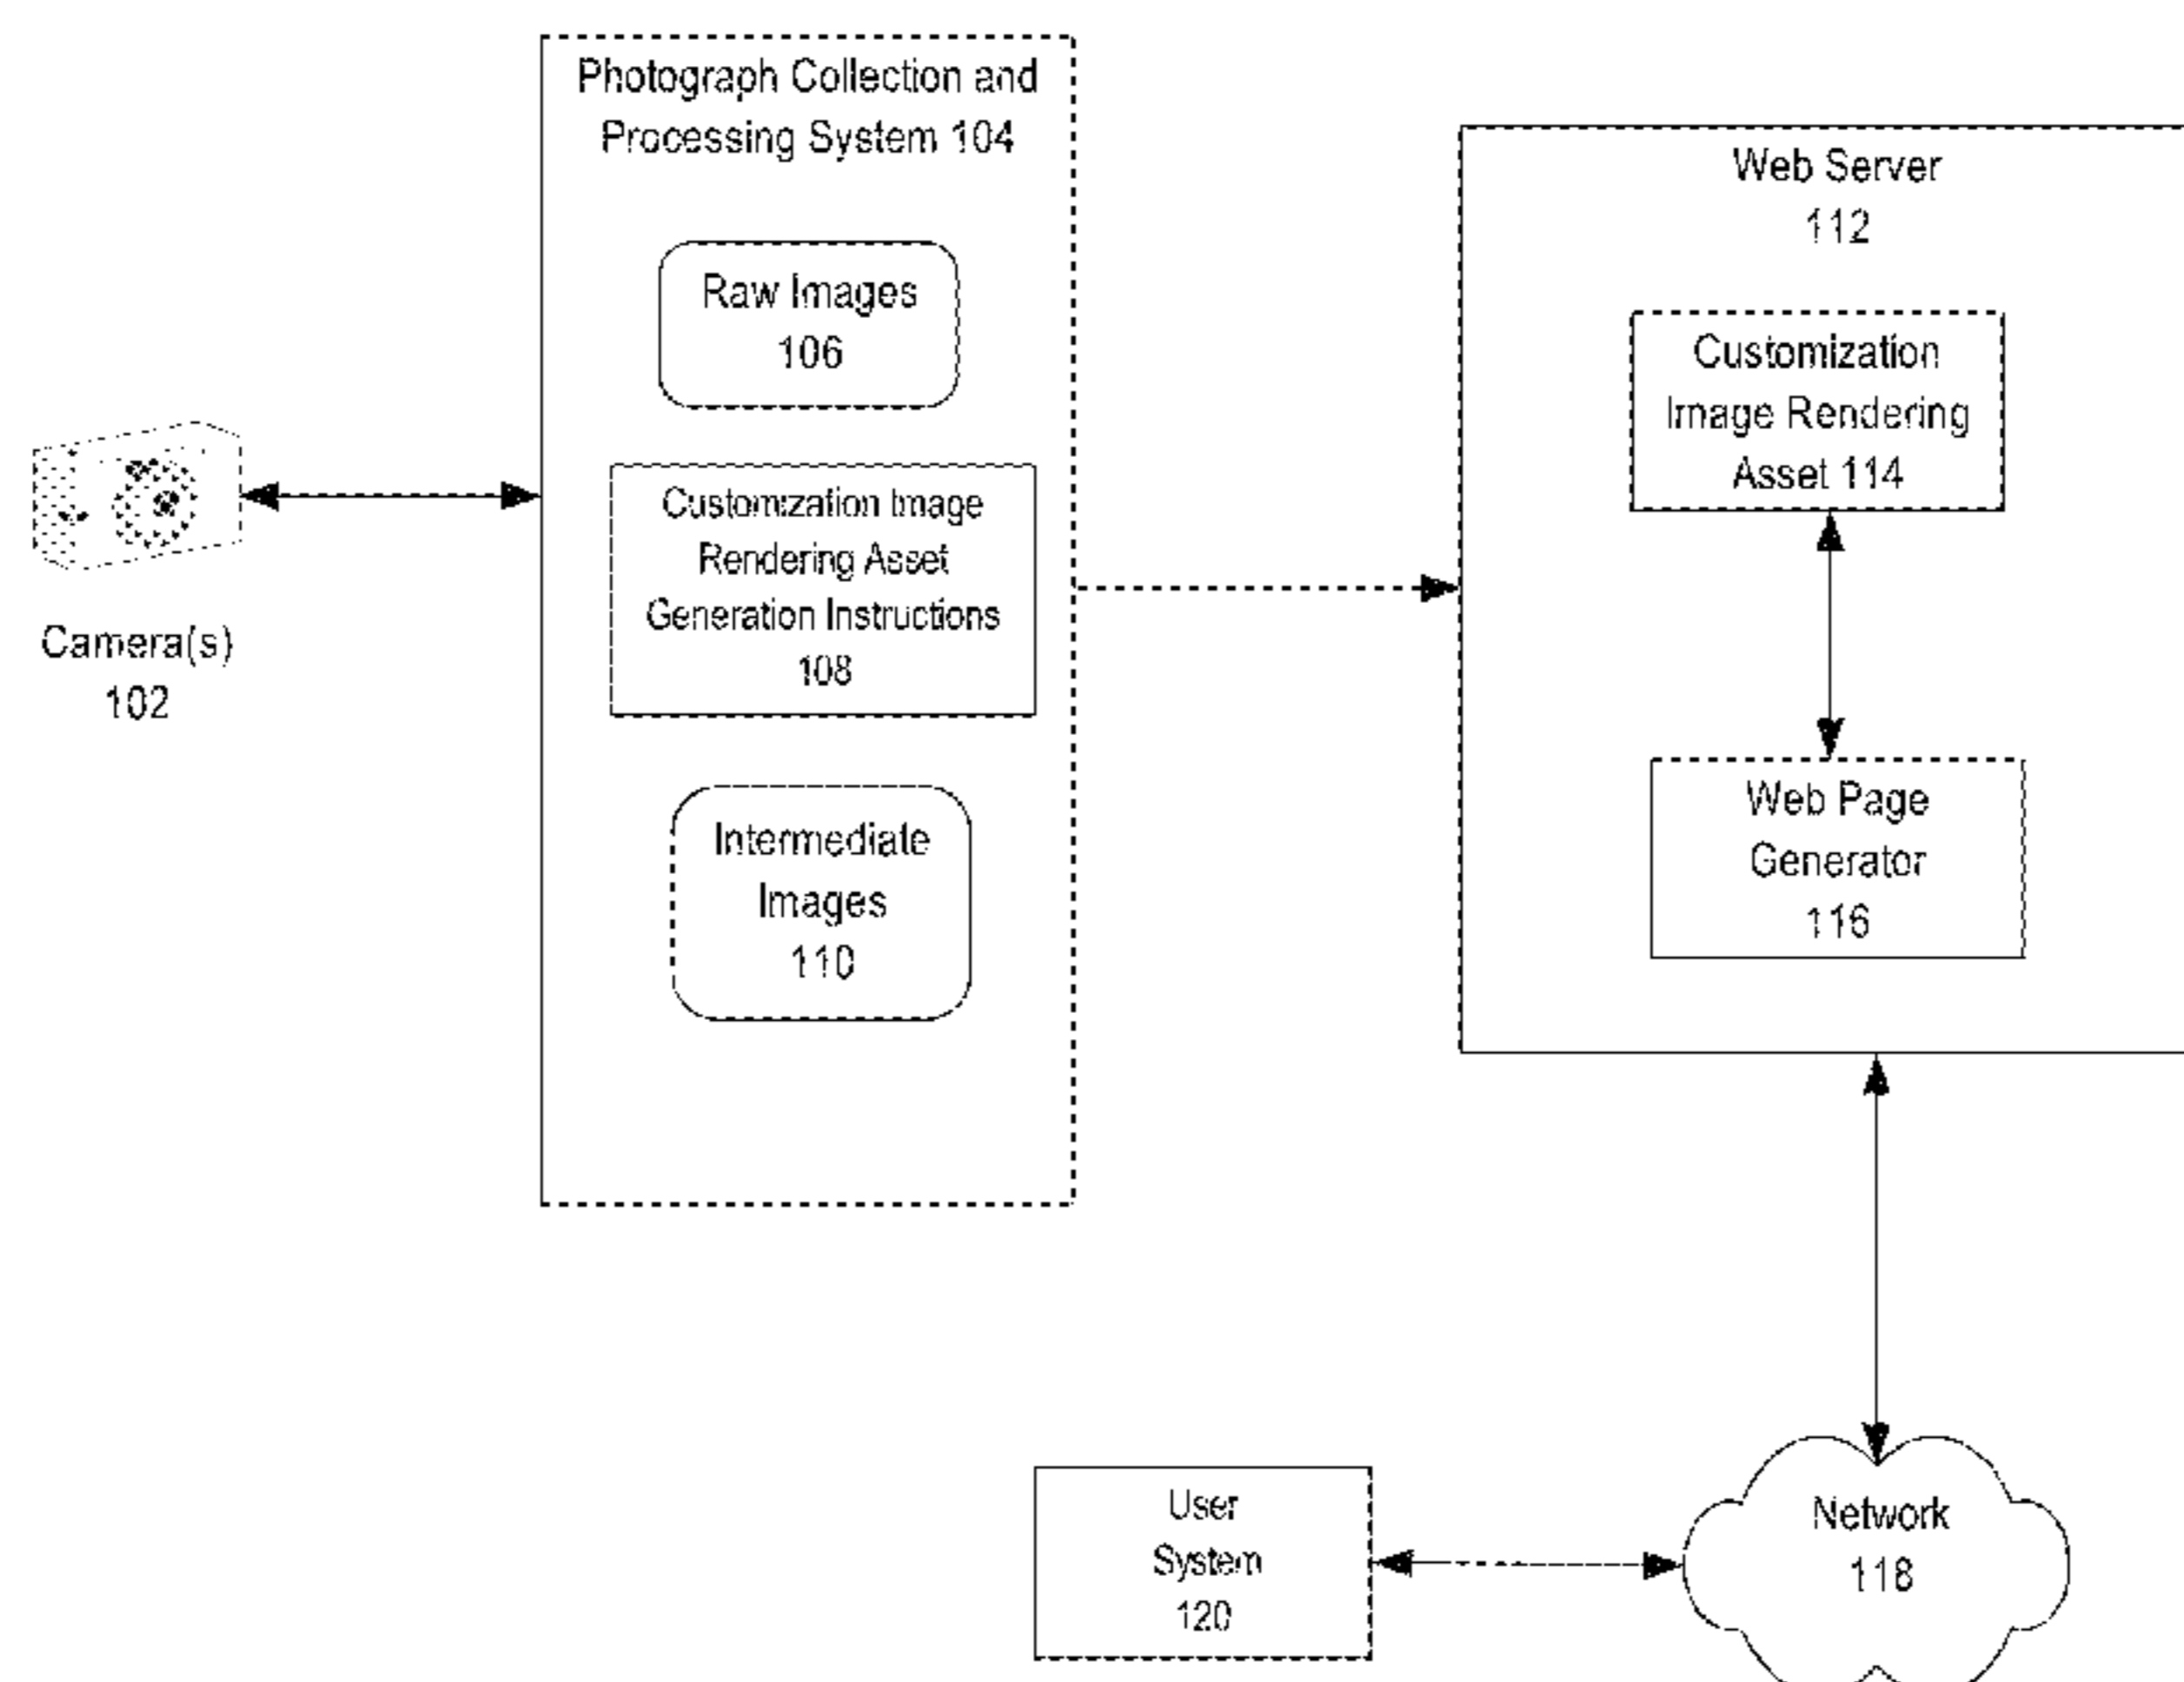 Photograph Collection and
Processing System 104
Raw Images
106
Customization Image
Rendering Asset
Generation Instructions
108
Intermediate
Images
110
Camera(s)
102
Web Server
112
Customization
Image Rendering
Asset 114
Web Page
Generator
116
User
System
120
Network
118